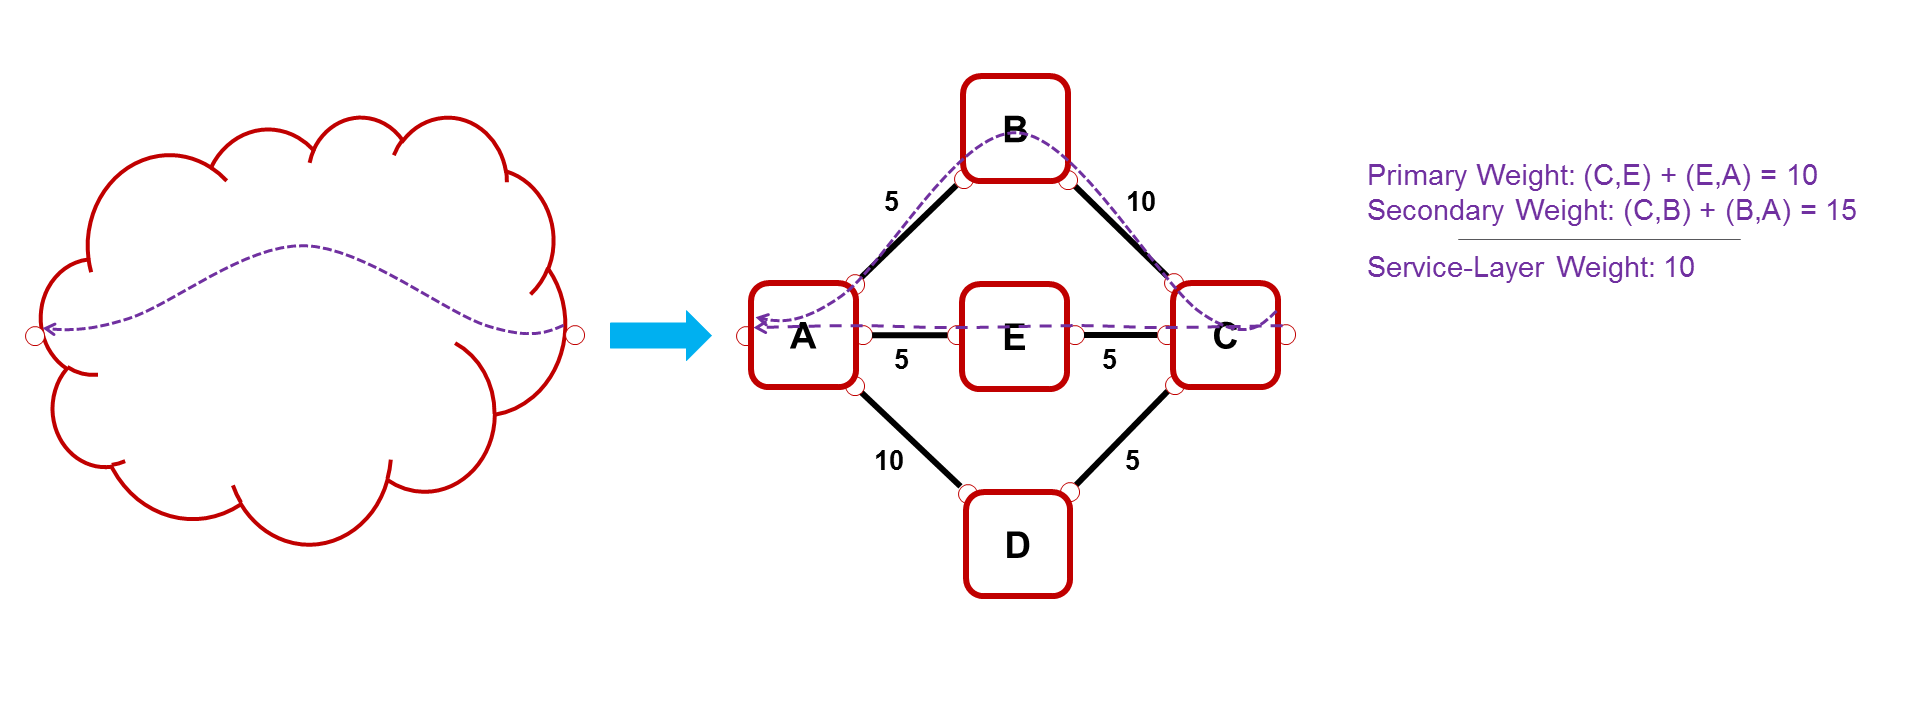 B
5
10
Primary Weight: (C,E) + (E,A) = 10
Secondary Weight: (C,B) + (B,A) = 15
Service-Layer Weight: 10
A
E
C
5
5
10
5
D